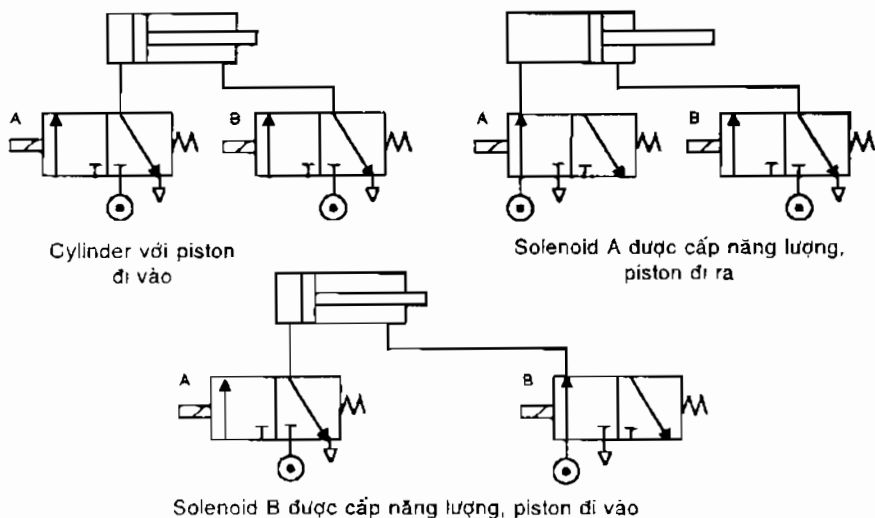 A
B
A
B
Cylinder với piston
đi vào
Solenoid A được cấp năng lượng,
piston đi ra
A
B
Solenoid B được cấp năng lượng, piston đi vào